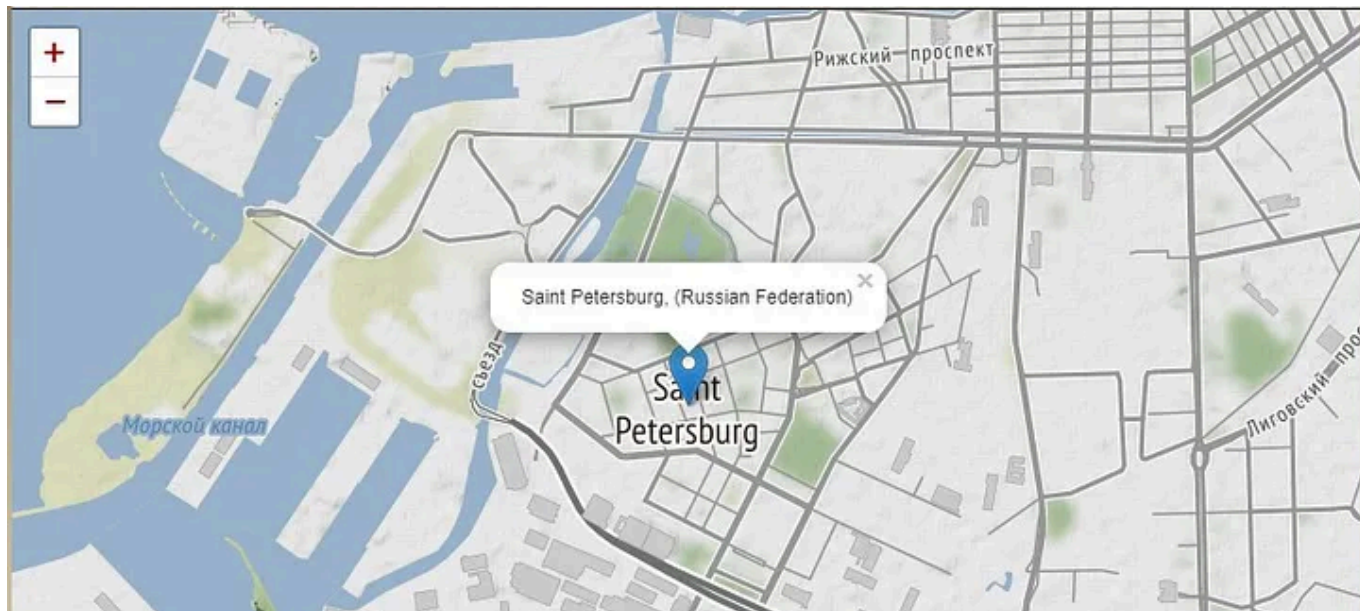 +
−
Рижский проспект
Saint Petersburg, (Russian Federation)
×
съезд
Saint
Petersburg
Морской канал
Лиговский про